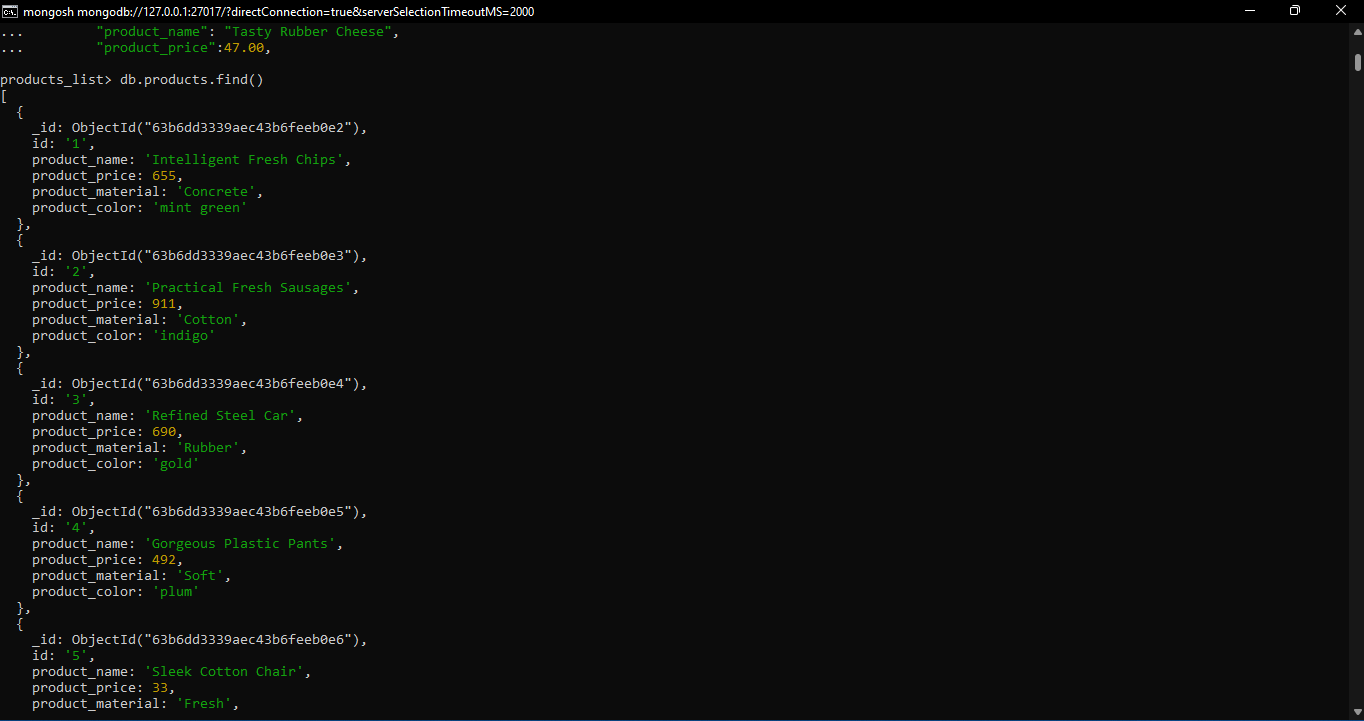 mongosh mongodb://127.0.0.1:27017/?directConnection=true&serverSelectionTimeoutMS=2000
... "product_name": "Tasty Rubber Cheese",
... "product_price":47.00,
products_list> db.products.find()
[
{
_id: ObjectId("63b6dd3339aec43b6feeb0e2"),
id: '1',
product_name: 'Intelligent Fresh Chips',
product_price: 655,
product_material: 'Concrete',
product_color: 'mint green'
},
{
_id: ObjectId("63b6dd3339aec43b6feeb0e3"),
id: '2',
product_name: 'Practical Fresh Sausages',
product_price: 911,
product_material: 'Cotton',
product_color: 'indigo'
},
{
_id: ObjectId("63b6dd3339aec43b6feeb0e4"),
id: '3',
product_name: 'Refined Steel Car',
product_price: 690,
product_material: 'Rubber',
product_color: 'gold'
},
{
_id: ObjectId("63b6dd3339aec43b6feeb0e5"),
id: '4',
product_name: 'Gorgeous Plastic Pants',
product_price: 492,
product_material: 'Soft',
product_color: 'plum'
},
{
_id: ObjectId("63b6dd3339aec43b6feeb0e6"),
id: '5',
product_name: 'Sleek Cotton Chair',
product_price: 33,
product_material: 'Fresh',